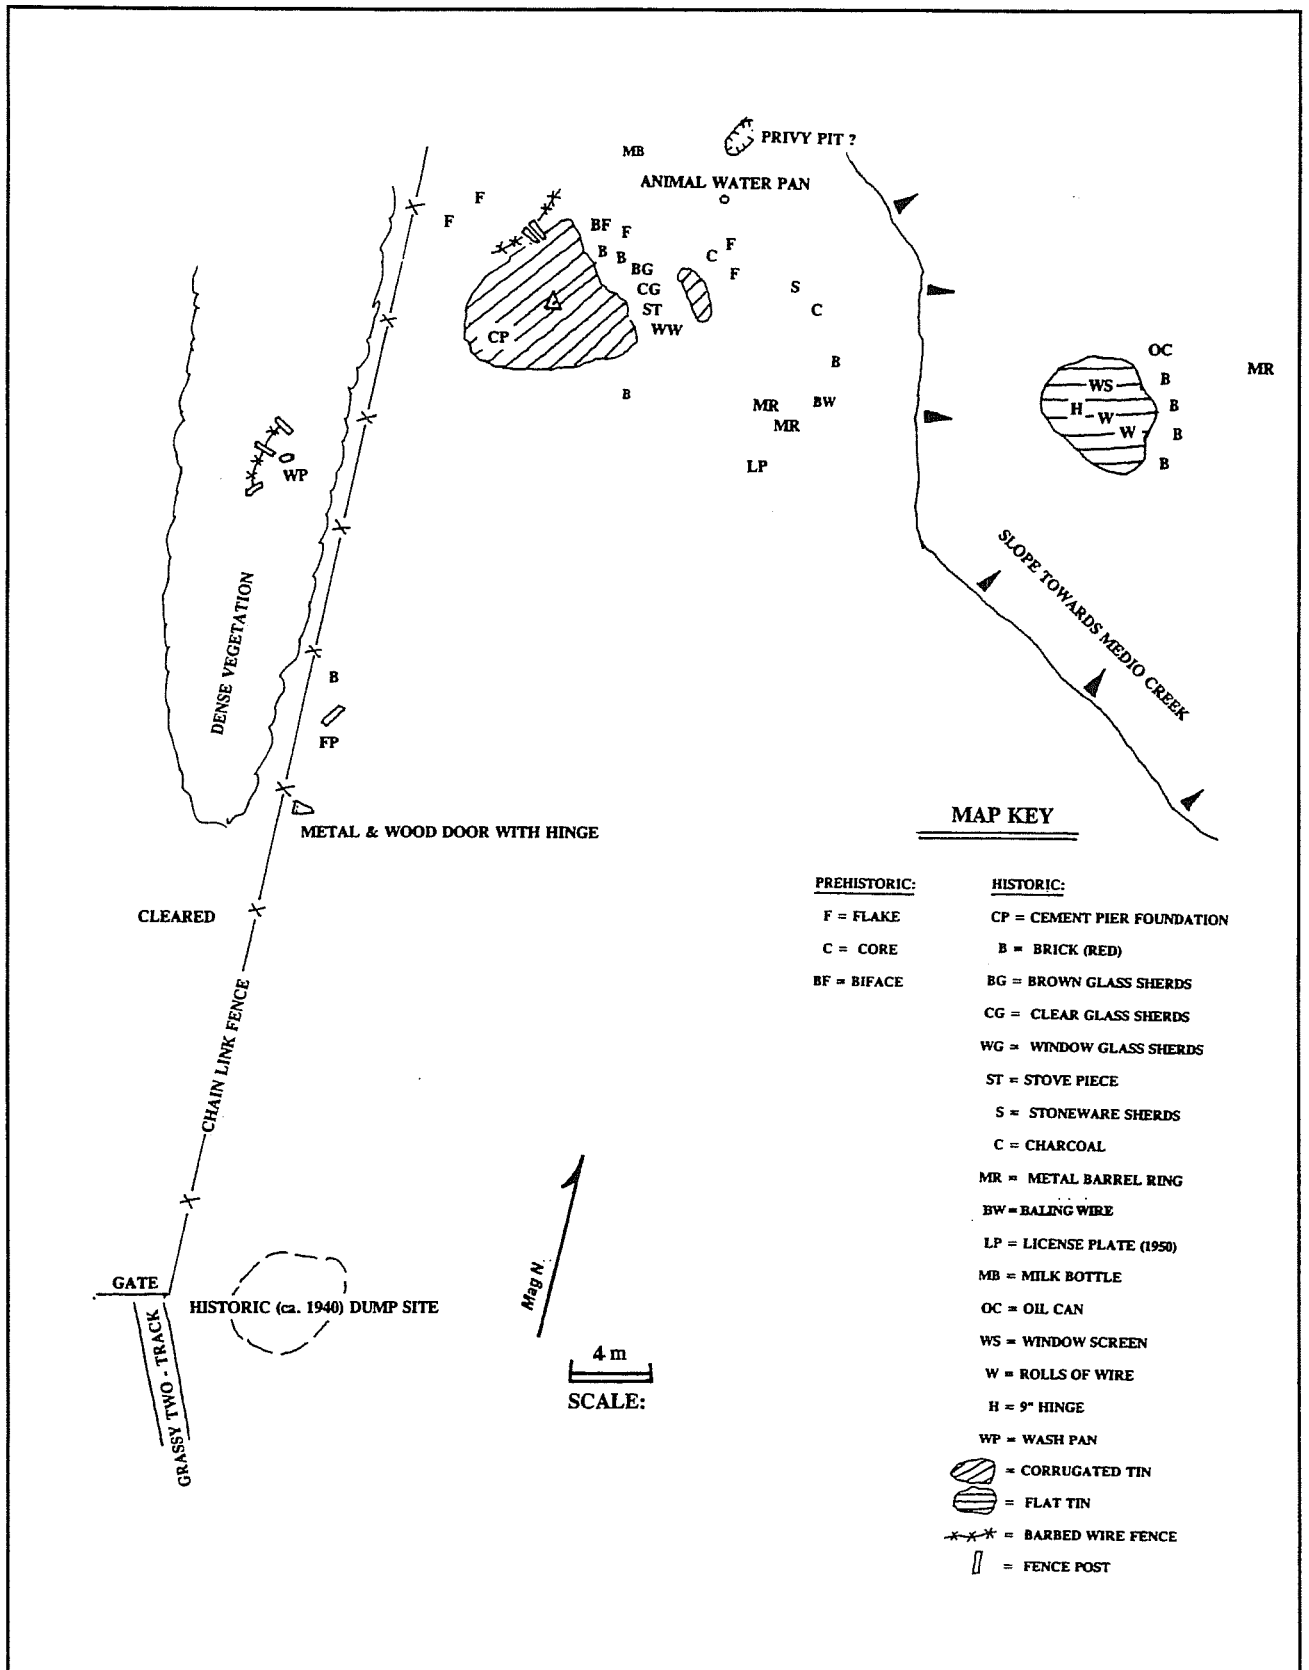 PRIVY PIT ?
MB
ANIMAL WATER PAN
F
F
BF
F
B
B
BG
CG
ST
WW
C
F
F
S
C
CP
B
B
MR
BW
MR
LP
OC
MR
WS
B
H
W
B
W
B
B
WP
DENSE VEGETATION
SLOPE TOWARDS MEDIO CREEK
B
FP
METAL & WOOD DOOR WITH HINGE
CLEARED
CHAIN LINK FENCE
GATE
HISTORIC (ca. 1940) DUMP SITE
GRASSY TWO - TRACK
Mag N.
4 m
SCALE:
MAP KEY
PREHISTORIC:
F = FLAKE
C = CORE
BF = BIFACE
HISTORIC:
CP = CEMENT PIER FOUNDATION
B = BRICK (RED)
BG = BROWN GLASS SHERDS
CG = CLEAR GLASS SHERDS
WG = WINDOW GLASS SHERDS
ST = STOVE PIECE
S = STONEWARE SHERDS
C = CHARCOAL
MR = METAL BARREL RING
BW = BALING WIRE
LP = LICENSE PLATE (1950)
MB = MILK BOTTLE
OC = OIL CAN
WS = WINDOW SCREEN
W = ROLLS OF WIRE
H = 9" HINGE
WP = WASH PAN
= CORRUGATED TIN
= FLAT TIN
= BARBED WIRE FENCE
= FENCE POST